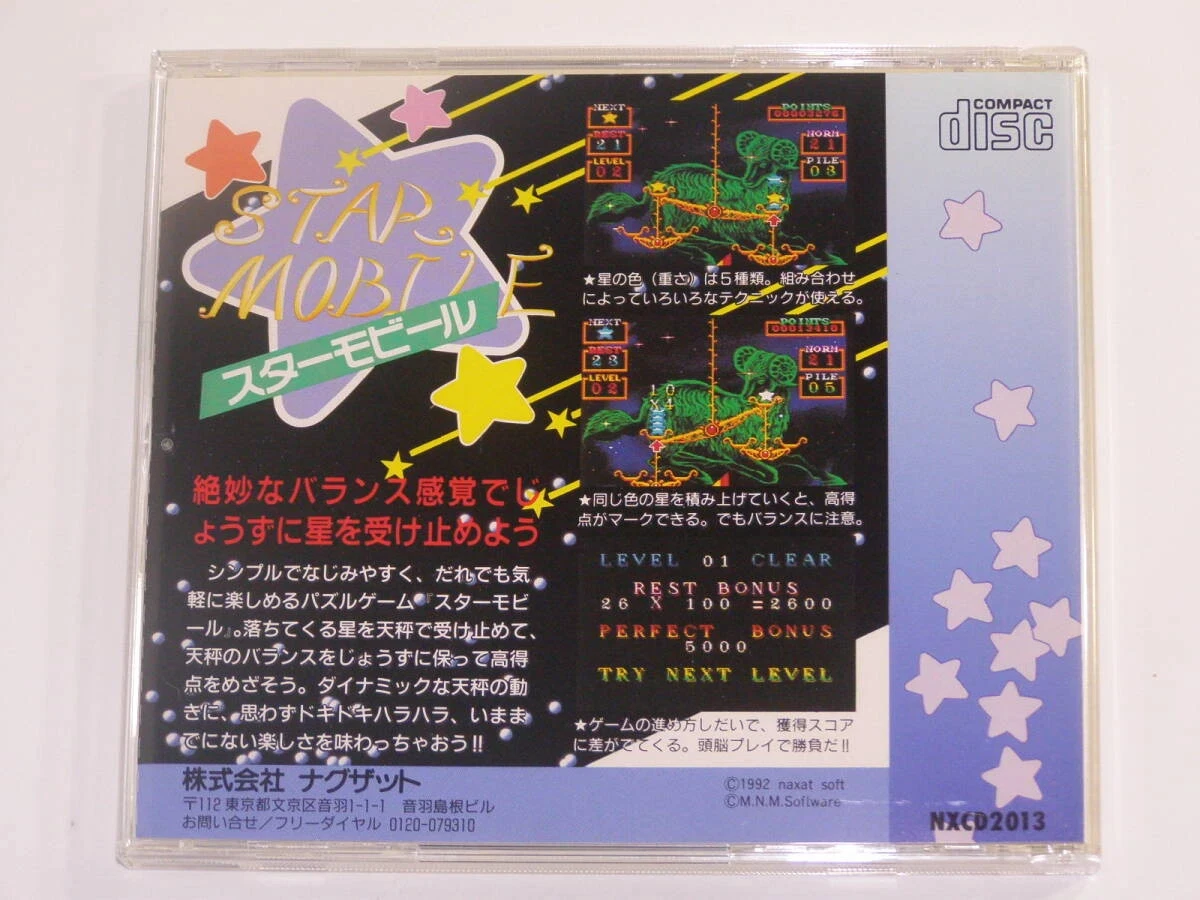 STAR
MOBILE
スターモビール
絶妙なバランス感覚でじ
ょうずに星を受け止めよう
シンプルでなじみやすく、だれでも気
軽に楽しめるパズルゲーム『スターモビ
ール』。落ちてくる星を天秤で受け止めて、
天秤のバランスをじょうずに保って高得
点をめざそう。ダイナミックな天秤の動
きに、思わずドキドキハラハラ、いまま
でにない楽しさを味わっちゃおう!!
NEXT
REST
21
LEVEL
02
POINTS
00003276
NORM
21
PILE
03
★星の色（重さ）は5種類。組み合わせ
によっていろいろなテクニックが使える。
NEXT
REST
23
LEVEL
02
POINTS
00013410
NORM
21
PILE
05
10
X4
★同じ色の星を積み上げていくと、高得
点がマークできる。でもバランスに注意。
LEVEL 01 CLEAR
REST BONUS
26 X 100 =2600
PERFECT BONUS
5000
TRY NEXT LEVEL
★ゲームの進め方しだいで、獲得スコア
に差がでてくる。頭脳プレイで勝負だ!!
COMPACT
disc
株式会社 ナグザット
〒112 東京都文京区音羽1-1-1 音羽島根ビル
お問い合せ／フリーダイヤル 0120-079310
©1992 naxat soft
©M.N.M.Software
NXCD2013